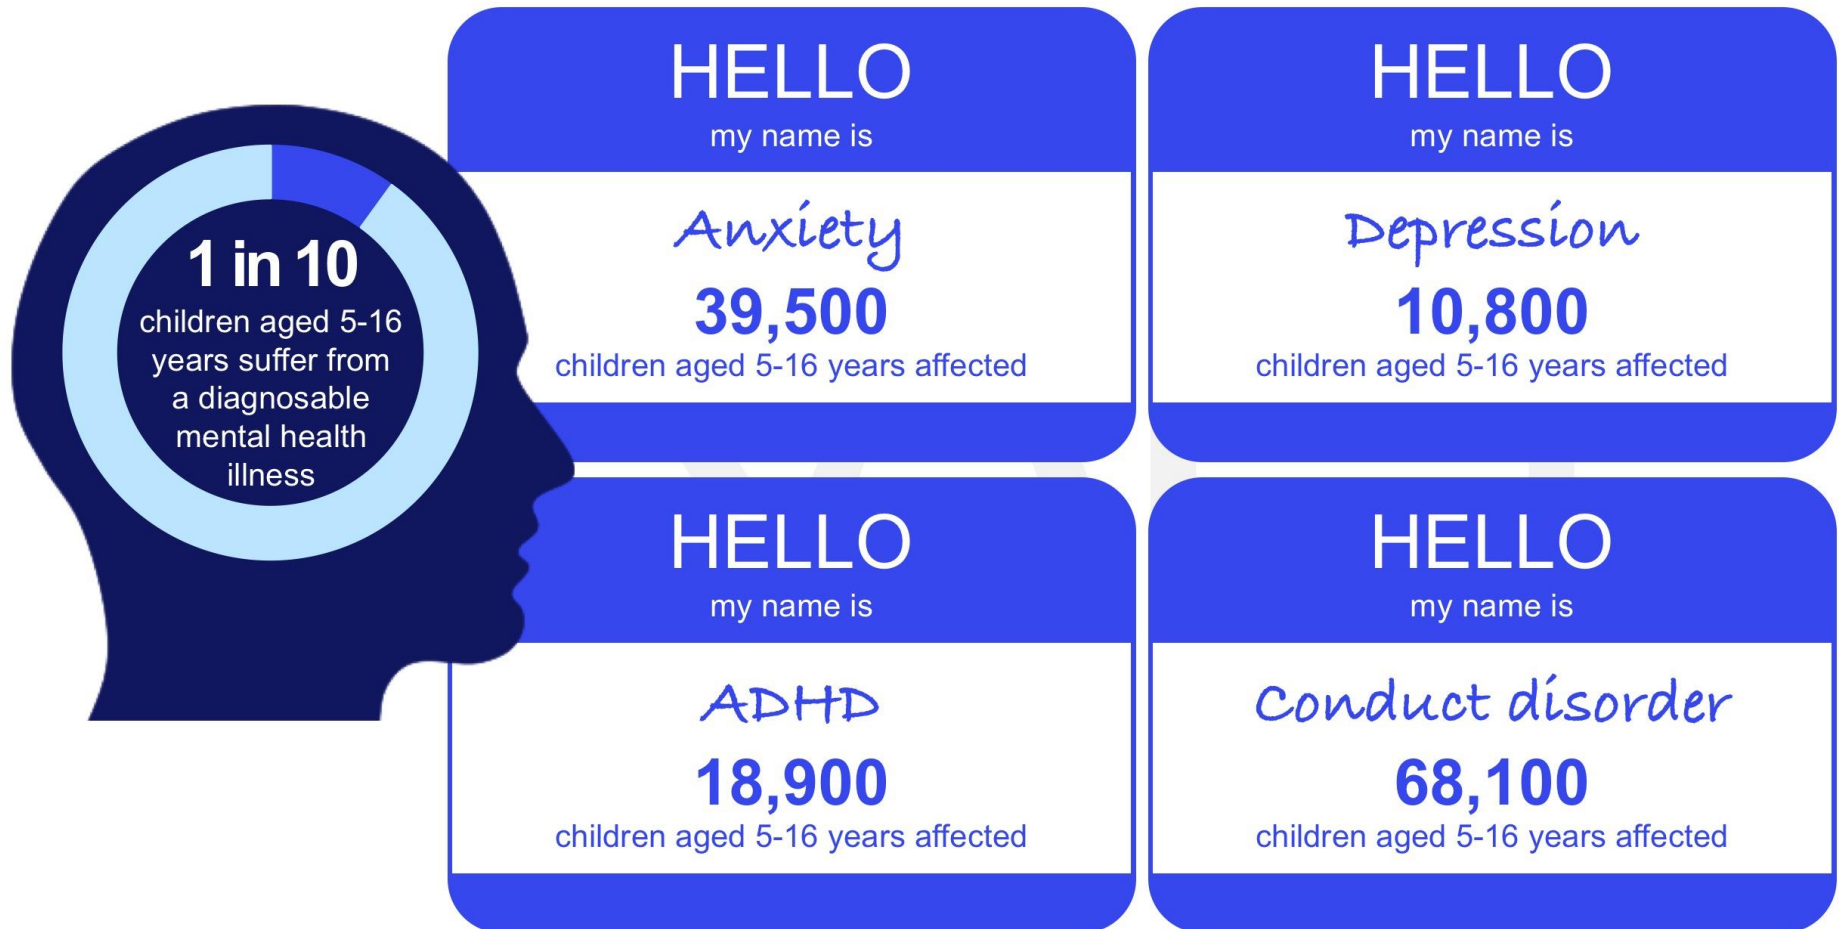 1 in 10
children aged 5-16
years suffer from
a diagnosable
mental health
illness
HELLO
my name is
Anxiety
39,500
children aged 5-16 years affected
HELLO
my name is
Depression
10,800
children aged 5-16 years affected
HELLO
my name is
ADHD
18,900
children aged 5-16 years affected
HELLO
my name is
Conduct disorder
68,100
children aged 5-16 years affected